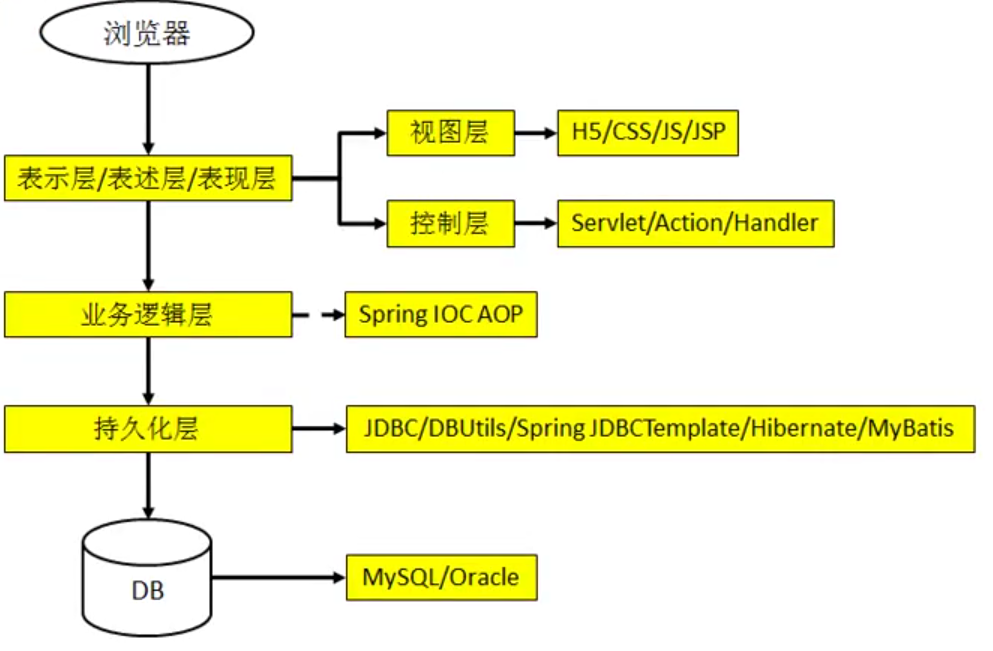 浏览器
视图层
H5/CSS/JS/JSP
表示层/表述层/表现层
控制层
Servlet/Action/Handler
业务逻辑层
Spring IOC AOP
持久化层
JDBC/DBUtils/Spring JDBCTemplate/Hibernate/MyBatis
DB
MySQL/Oracle